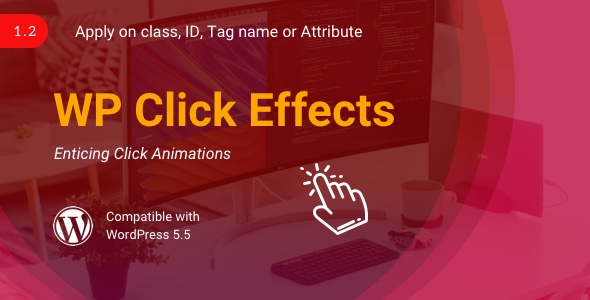 1.2
Apply on class, ID, Tag name or Attribute
WP Click Effects
Enticing Click Animations
Compatible with
WordPress 5.5